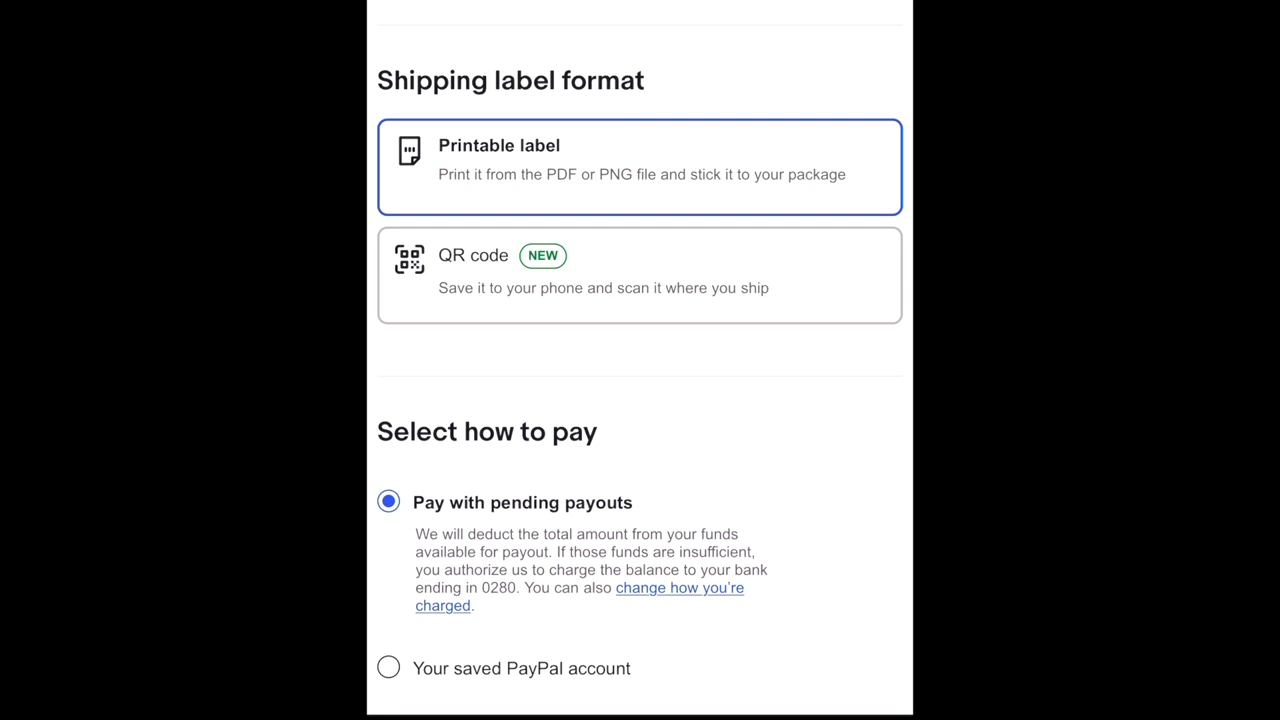 Shipping label format
Printable label
Print it from the PDF or PNG file and stick it to your package
QR code NEW
Save it to your phone and scan it where you ship
Select how to pay
Pay with pending payouts
We will deduct the total amount from your funds
available for payout. If those funds are insufficient,
you authorize us to charge the balance to your bank
ending in 0280. You can also change how you’re
charged.
Your saved PayPal account